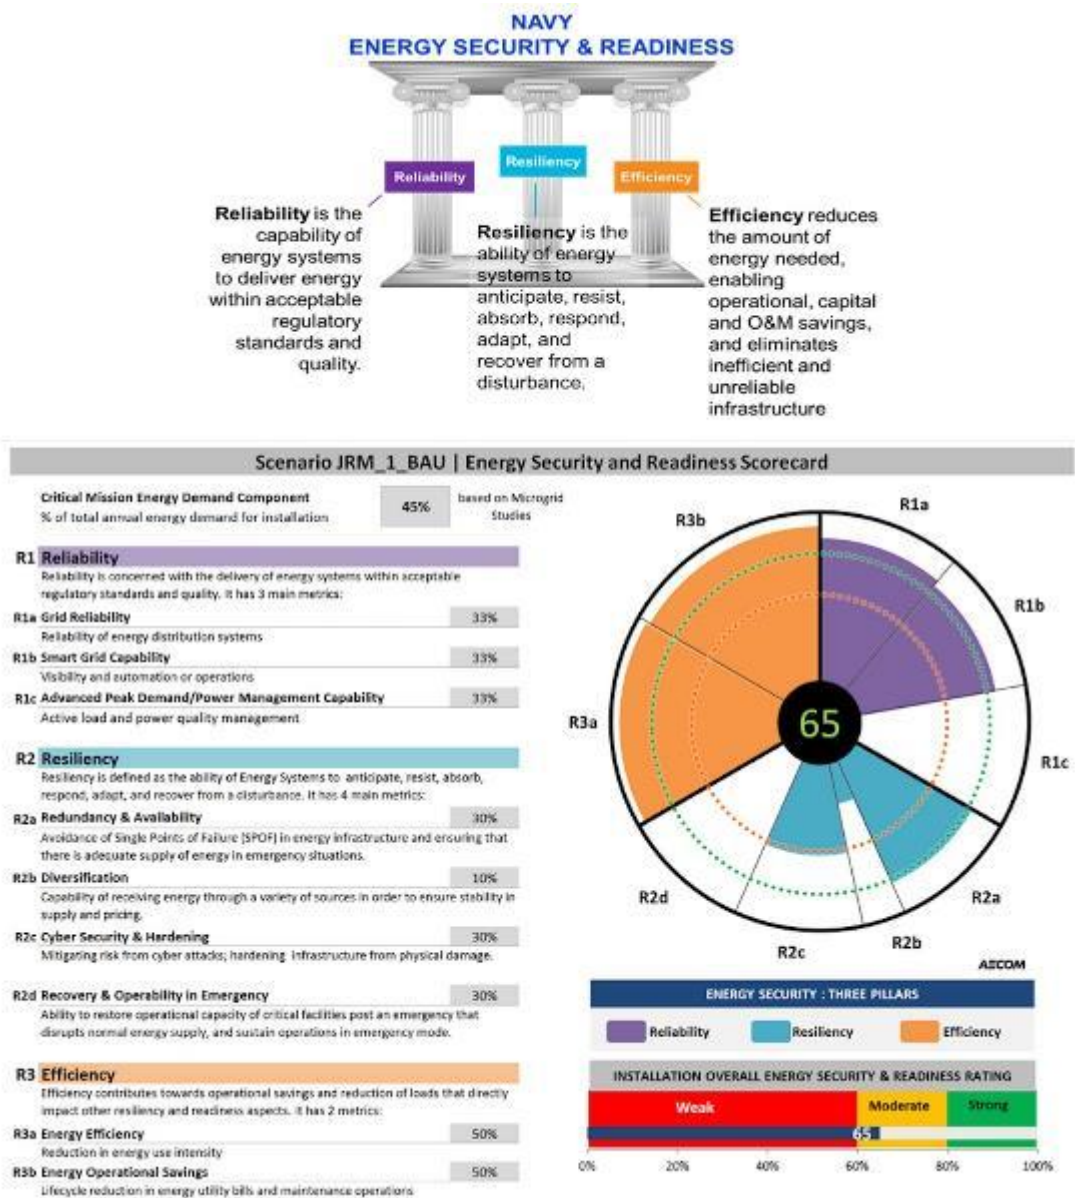 NAVY
ENERGY SECURITY & READINESS
Reliability
Resiliency
Efficiency
Reliability is the
capability of
energy systems
to deliver energy
within acceptable
regulatory
standards and
quality.
Resiliency is the
ability of energy
systems to
anticipate, resist,
absorb, respond,
adapt, and
recover from a
disturbance.
Efficiency reduces
the amount of
energy needed,
enabling
operational, capital
and O&M savings,
and eliminates
inefficient and
unreliable
infrastructure
Scenario JRM_1_BAU | Energy Security and Readiness Scorecard
Critical Mission Energy Demand Component
% of total annual energy demand for installation
45%
based on Microgrid
Studies
R1 Reliability
Reliability is concerned with the delivery of energy systems within acceptable
regulatory standards and quality. It has 3 main metrics:
R1a Grid Reliability 33%
Reliability of energy distribution systems
R1b Smart Grid Capability 33%
Visibility and automation or operations
R1c Advanced Peak Demand/Power Management Capability 33%
Active load and power quality management
R2 Resiliency
Resiliency is defined as the ability of Energy Systems to anticipate, resist, absorb,
respond, adapt, and recover from a disturbance. It has 4 main metrics:
R2a Redundancy & Availability 30%
Avoidance of Single Points of Failure (SPOF) in energy infrastructure and ensuring that
there is adequate supply of energy in emergency situations.
R2b Diversification 10%
Capability of receiving energy through a variety of sources in order to ensure stability in
supply and pricing.
R2c Cyber Security & Hardening 30%
Mitigating risk from cyber attacks; hardening infrastructure from physical damage.
R2d Recovery & Operability in Emergency 30%
Ability to restore operational capacity of critical facilities post an emergency that
disrupts normal energy supply, and sustain operations in emergency mode.
R3 Efficiency
Efficiency contributes towards operational savings and reduction of loads that directly
impact other resiliency and readiness aspects. It has 2 metrics:
R3a Energy Efficiency 50%
Reduction in energy use intensity
R3b Energy Operational Savings 50%
Lifecycle reduction in energy utility bills and maintenance operations
R3b
R1a
R1b
R3a
65
R1c
R2d
R2a
R2c
R2b
AECOM
ENERGY SECURITY : THREE PILLARS
Reliability
Resiliency
Efficiency
INSTALLATION OVERALL ENERGY SECURITY & READINESS RATING
Weak
Moderate
Strong
65
0% 20% 40% 60% 80% 100%